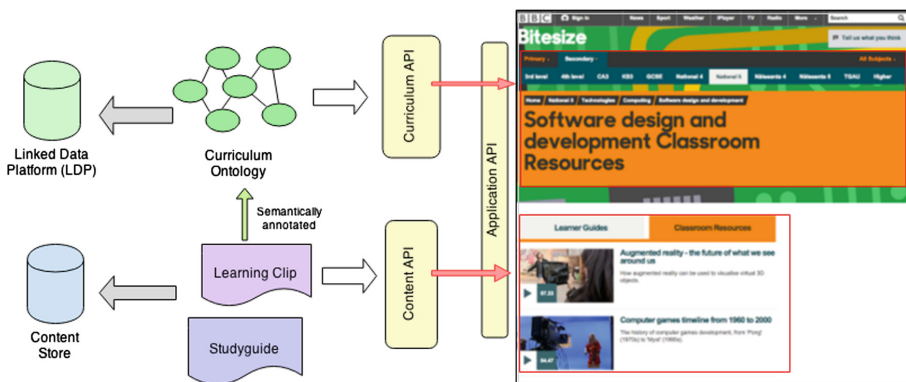 Linked Data
Platform (LDP)
Curriculum
Ontology
Semantically
annotated
Learning Clip
Studyguide
Content
Store
Curriculum API
Content API
Application API
BBC Sign in News Sport Weather iPlayer TV Radio More Search
Bitesize
Tell us what you think
Primary Secondary All Subjects
3rd level 4th level CA3 KS3 GCSE National 4 National 5 Nàiseanta 4 Nàiseanta 5 TGAU Higher
Home National 5 Technologies Computing Software design and development
Software design and
development Classroom
Resources
Learner Guides Classroom Resources
Augmented reality - the future of what we see
around us
How augmented reality can be used to visualise virtual 3D
objects.
Computer games timeline from 1960 to 2000
The history of computer games development, from 'Pong'
(1970s) to 'Myst' (1990s).